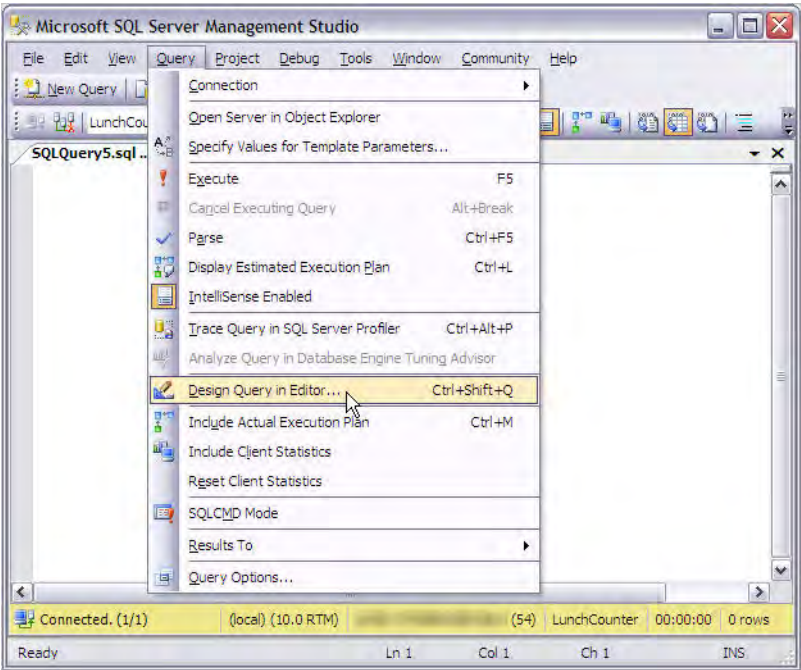 Microsoft SQL Server Management Studio
File Edit View Query Project Debug Tools Window Community Help
New Query
Connection
LunchCou
Open Server in Object Explorer
Specify Values for Template Parameters...
SQLQuery5.sql ..
Execute F5
Cancel Executing Query Alt+Break
Parse Ctrl+F5
Display Estimated Execution Plan Ctrl+L
IntelliSense Enabled
Trace Query in SQL Server Profiler Ctrl+Alt+P
Analyze Query in Database Engine Tuning Advisor
Design Query in Editor... Ctrl+Shift+Q
Include Actual Execution Plan Ctrl+M
Include Client Statistics
Reset Client Statistics
SQLCMD Mode
Results To
Query Options...
Connected. (1/1) (local) (10.0 RTM) (54) LunchCounter 00:00:00 0 rows
Ready Ln 1 Col 1 Ch 1 INS